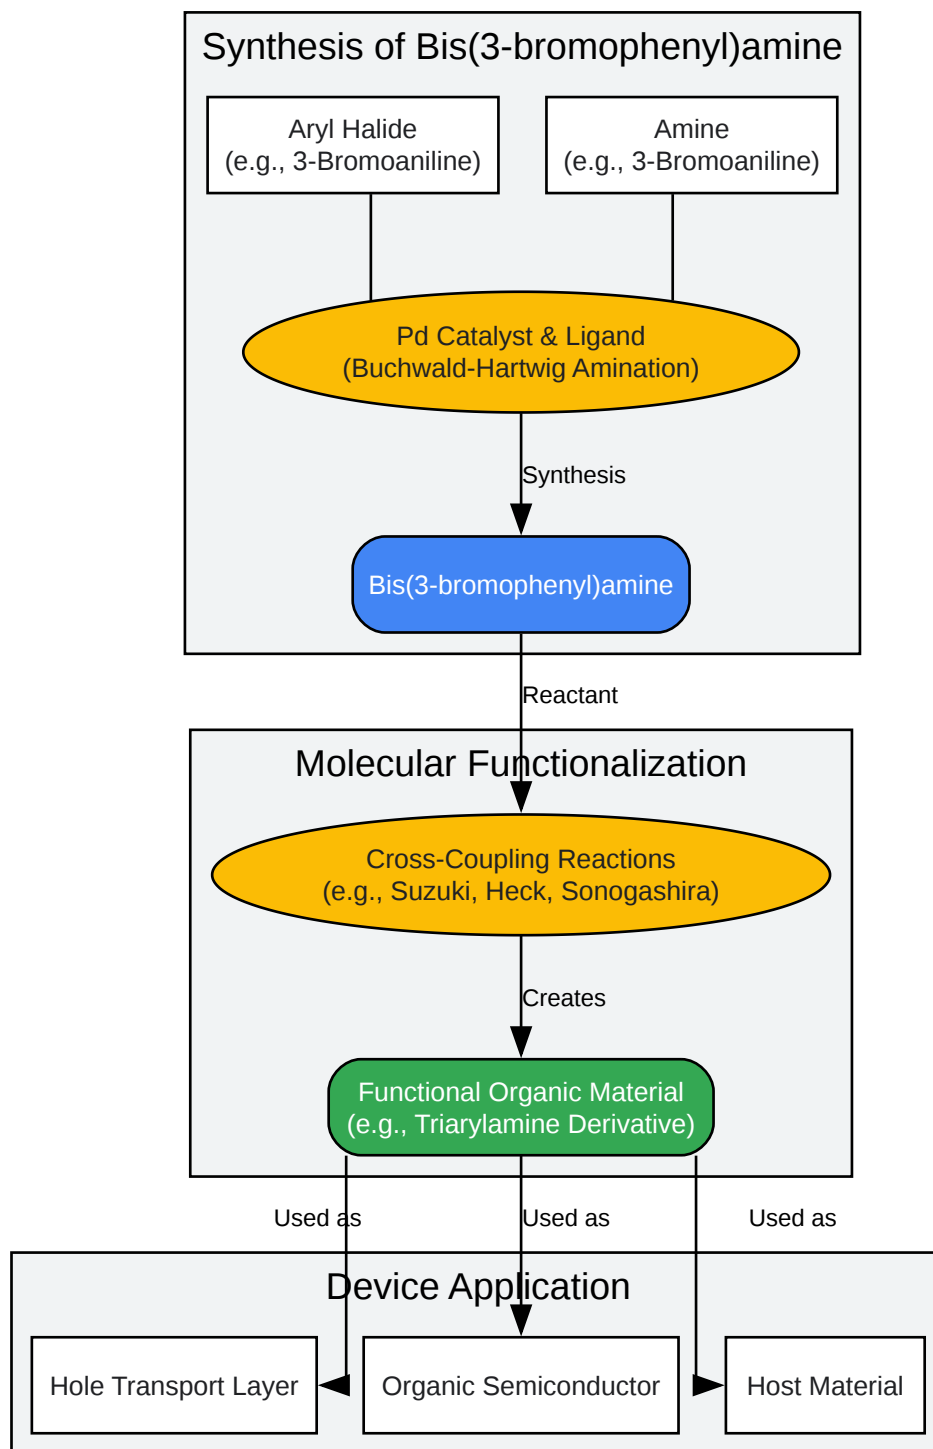 Synthesis of Bis(3-bromophenyl)amine
Aryl Halide
(e.g., 3-Bromoaniline)
Amine
(e.g., 3-Bromoaniline)
Pd Catalyst & Ligand
(Buchwald-Hartwig Amination)
Synthesis
Bis(3-bromophenyl)amine
Reactant
Molecular Functionalization
Cross-Coupling Reactions
(e.g., Suzuki, Heck, Sonogashira)
Creates
Functional Organic Material
(e.g., Triarylamine Derivative)
Used as
Used as
Used as
Device Application
Hole Transport Layer
Organic Semiconductor
Host Material